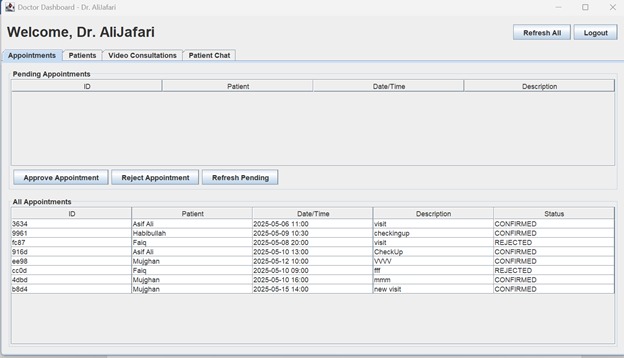 Doctor Dashboard - Dr. AliJafari
Welcome, Dr. AliJafari
Refresh All Logout
Appointments Patients Video Consultations Patient Chat
Pending Appointments
ID Patient Date/Time Description
Approve Appointment Reject Appointment Refresh Pending
All Appointments
ID Patient Date/Time Description Status
3634 Asif Ali 2025-05-06 11:00 visit CONFIRMED
9961 Habibullah 2025-05-09 10:30 checkingup CONFIRMED
fc87 Faiq 2025-05-08 20:00 visit REJECTED
916d Asif Ali 2025-05-10 13:00 CheckUp CONFIRMED
ee98 Mujghan 2025-05-12 10:00 VVVV CONFIRMED
cc0d Faiq 2025-05-10 09:00 fff REJECTED
4dbd Mujghan 2025-05-10 16:00 mmm CONFIRMED
b8d4 Mujghan 2025-05-15 14:00 new visit CONFIRMED